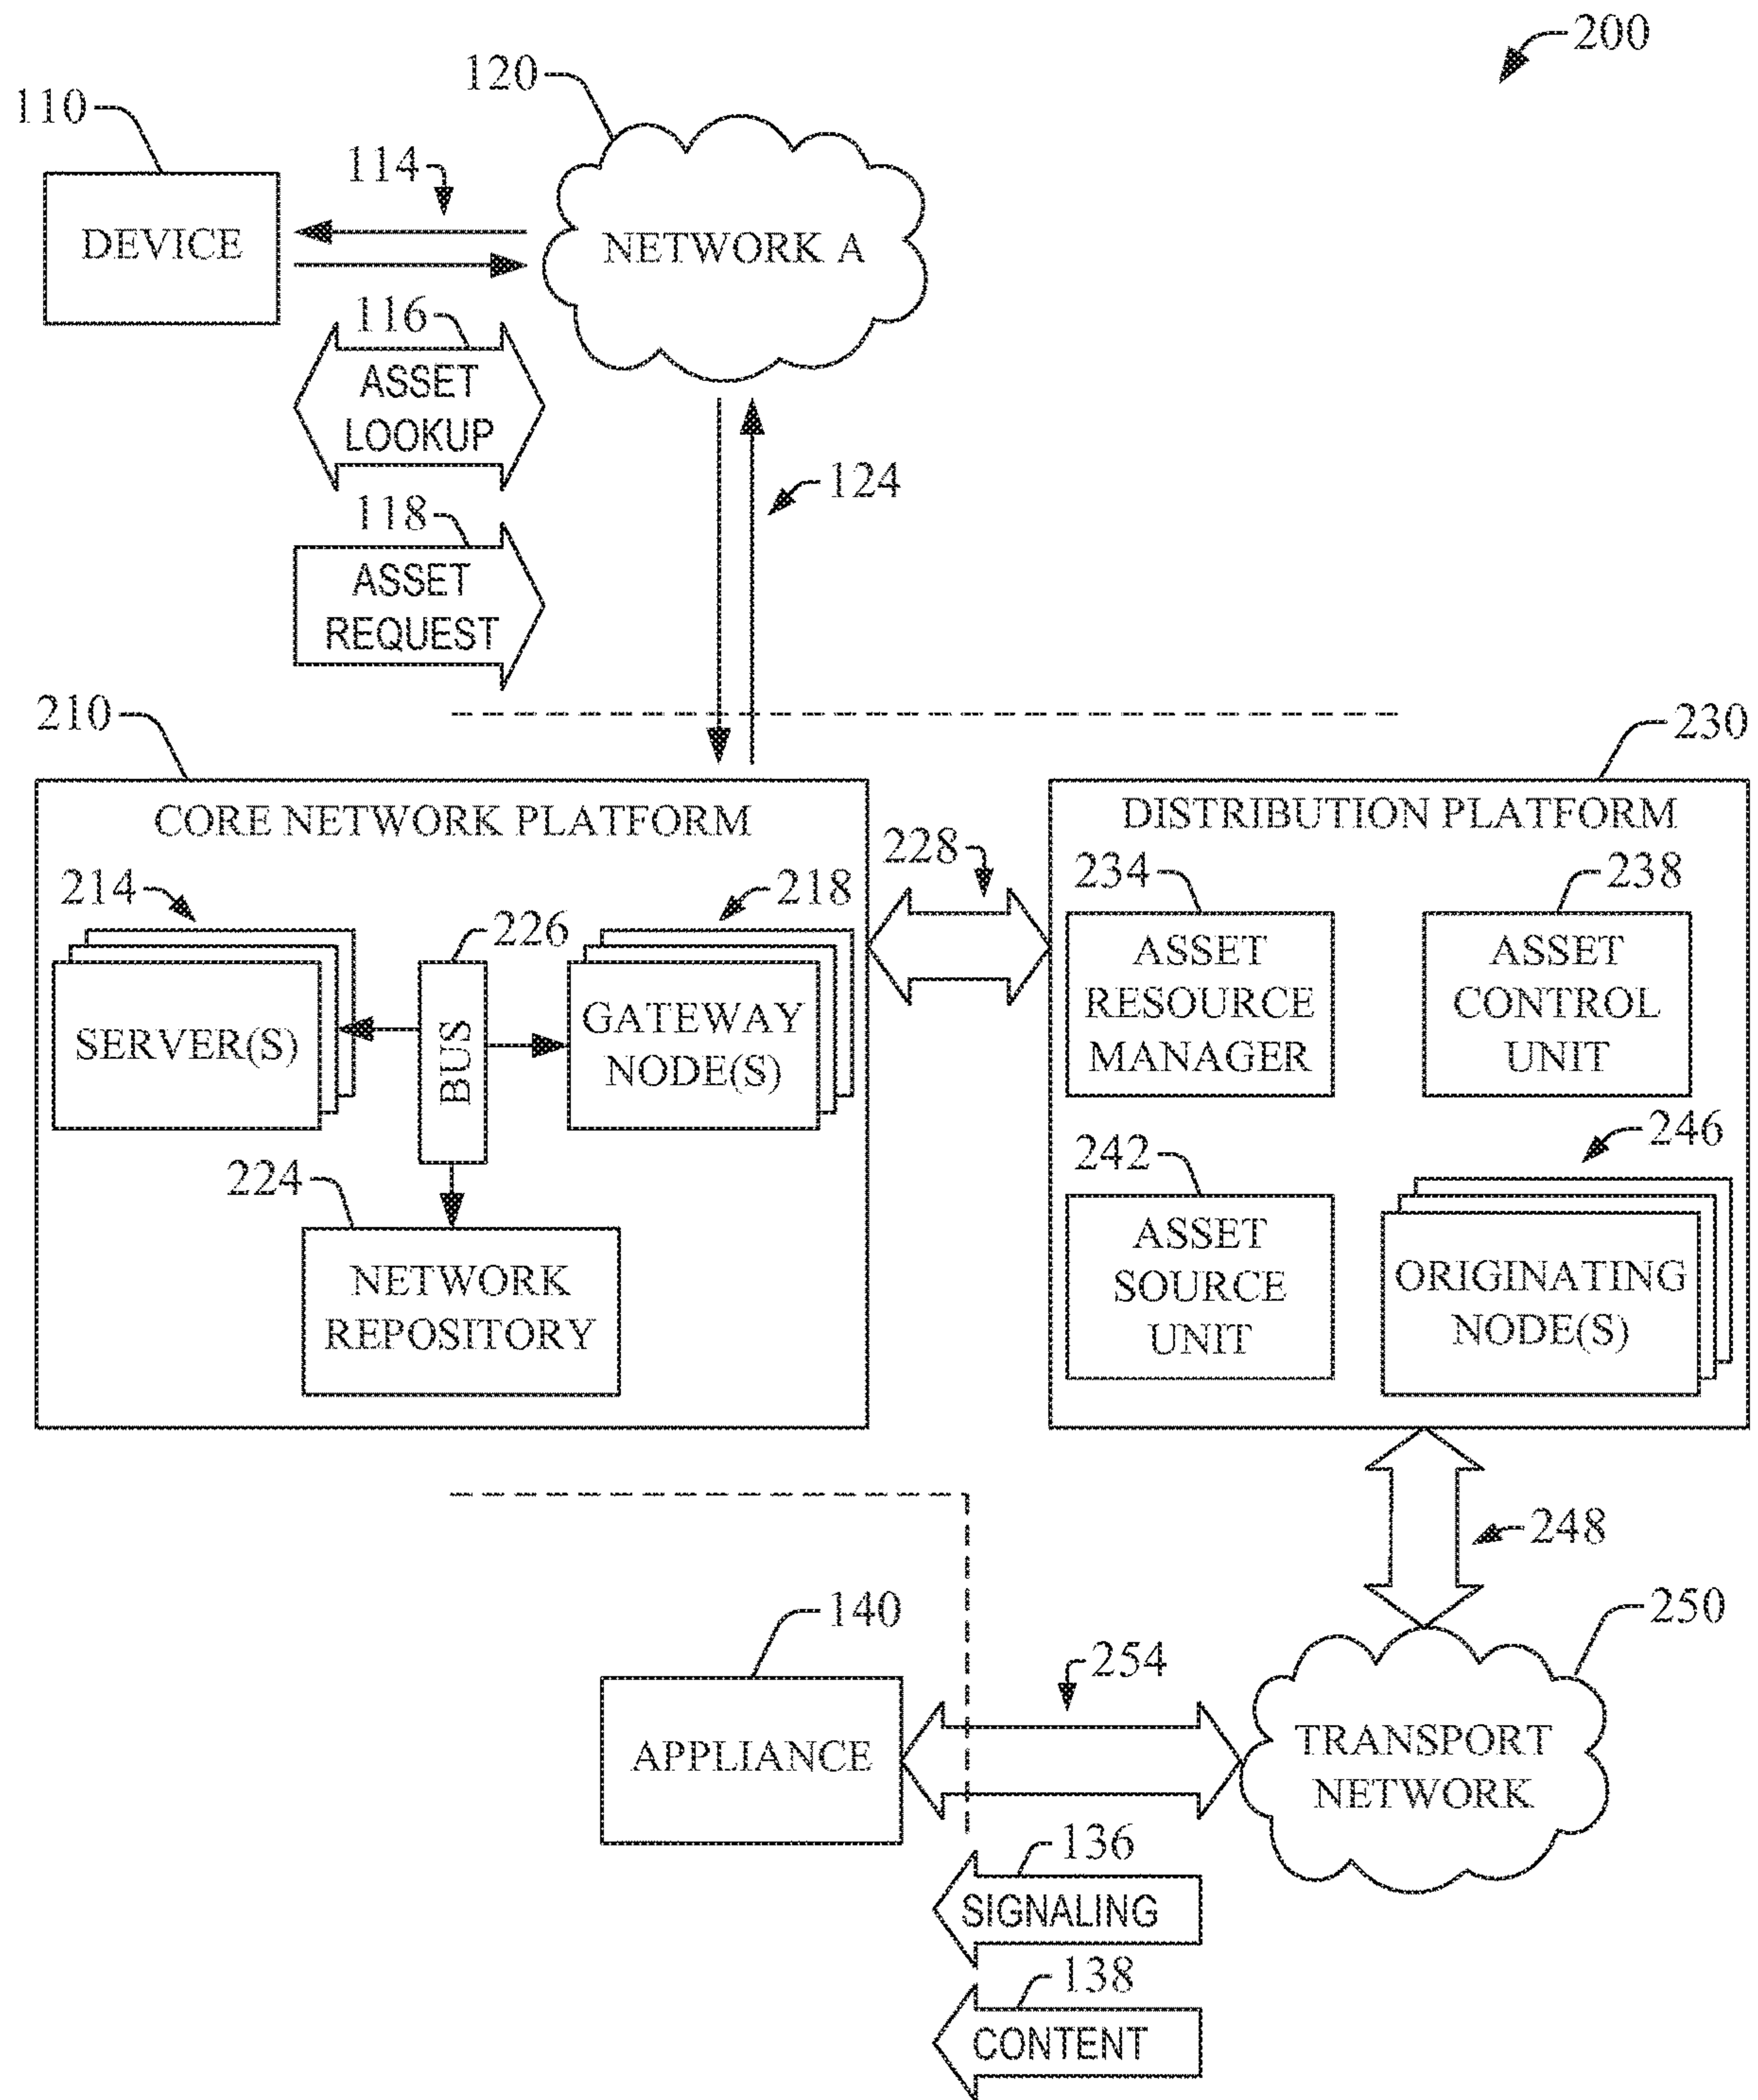 200
120
110
114
DEVICE
NETWORK A
116
ASSET
LOOKUP
124
118
ASSET
REQUEST
210
230
CORE NETWORK PLATFORM
DISTRIBUTION PLATFORM
228
214
218
234
238
226
SERVER(S)
BUS
GATEWAY
NODE(S)
ASSET
RESOURCE
MANAGER
ASSET
CONTROL
UNIT
224
242
246
NETWORK
REPOSITORY
ASSET
SOURCE
UNIT
ORIGINATING
NODE(S)
248
140
250
254
APPLIANCE
TRANSPORT
NETWORK
136
SIGNALING
138
CONTENT